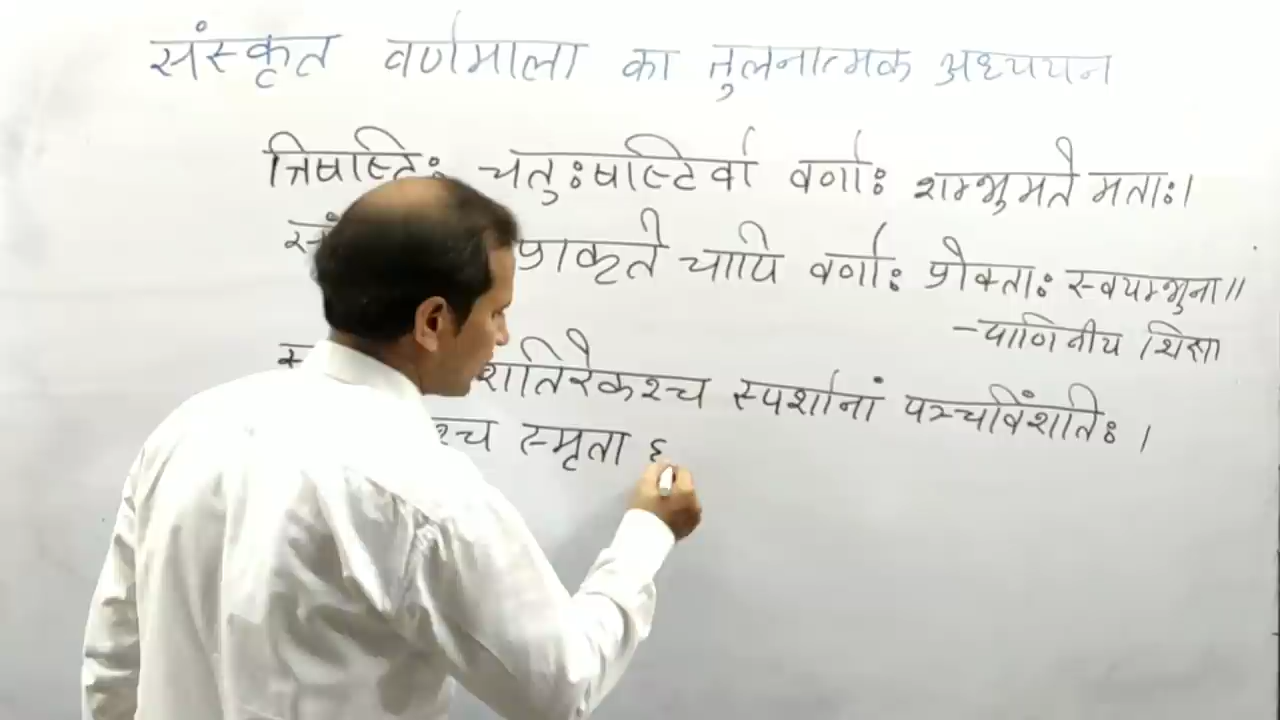 संस्कृत वर्णमाला का तुलनात्मक अध्ययन
त्रिषष्टिः चतुःषष्टिर्वा वर्णाः शम्भुमते मताः।
प्राकृते चापि वर्णाः प्रोक्ताः स्वयम्भुना॥
-पाणिनीय शिक्षा
शतिरेकश्च स्पर्शानां पञ्चविंशतिः।
श्च स्मृता